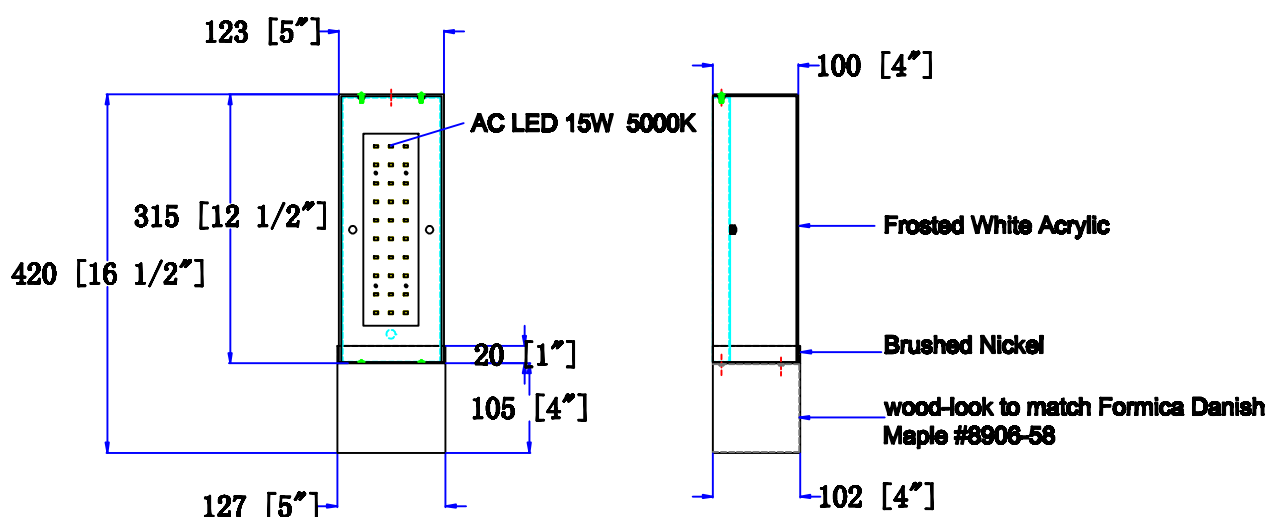 123 [5"]
100 [4"]
AC LED 15W 5000K
315 [12 1/2"]
Frosted White Acrylic
420 [16 1/2"]
20 [1"]
Brushed Nickel
105 [4"]
wood-look to match Formica Danish
Maple #8906-58
127 [5"]
102 [4"]